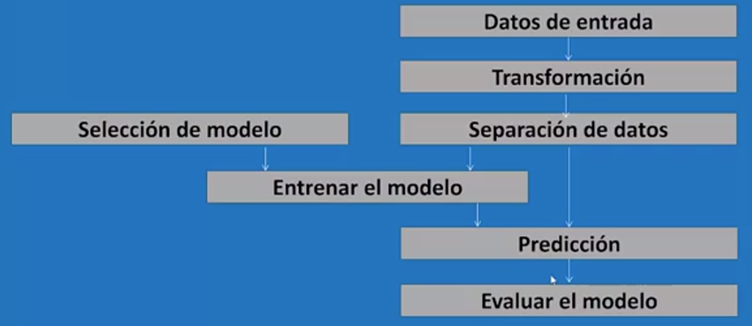 Datos de entrada
Transformación
Selección de modelo
Separación de datos
Entrenar el modelo
Predicción
Evaluar el modelo